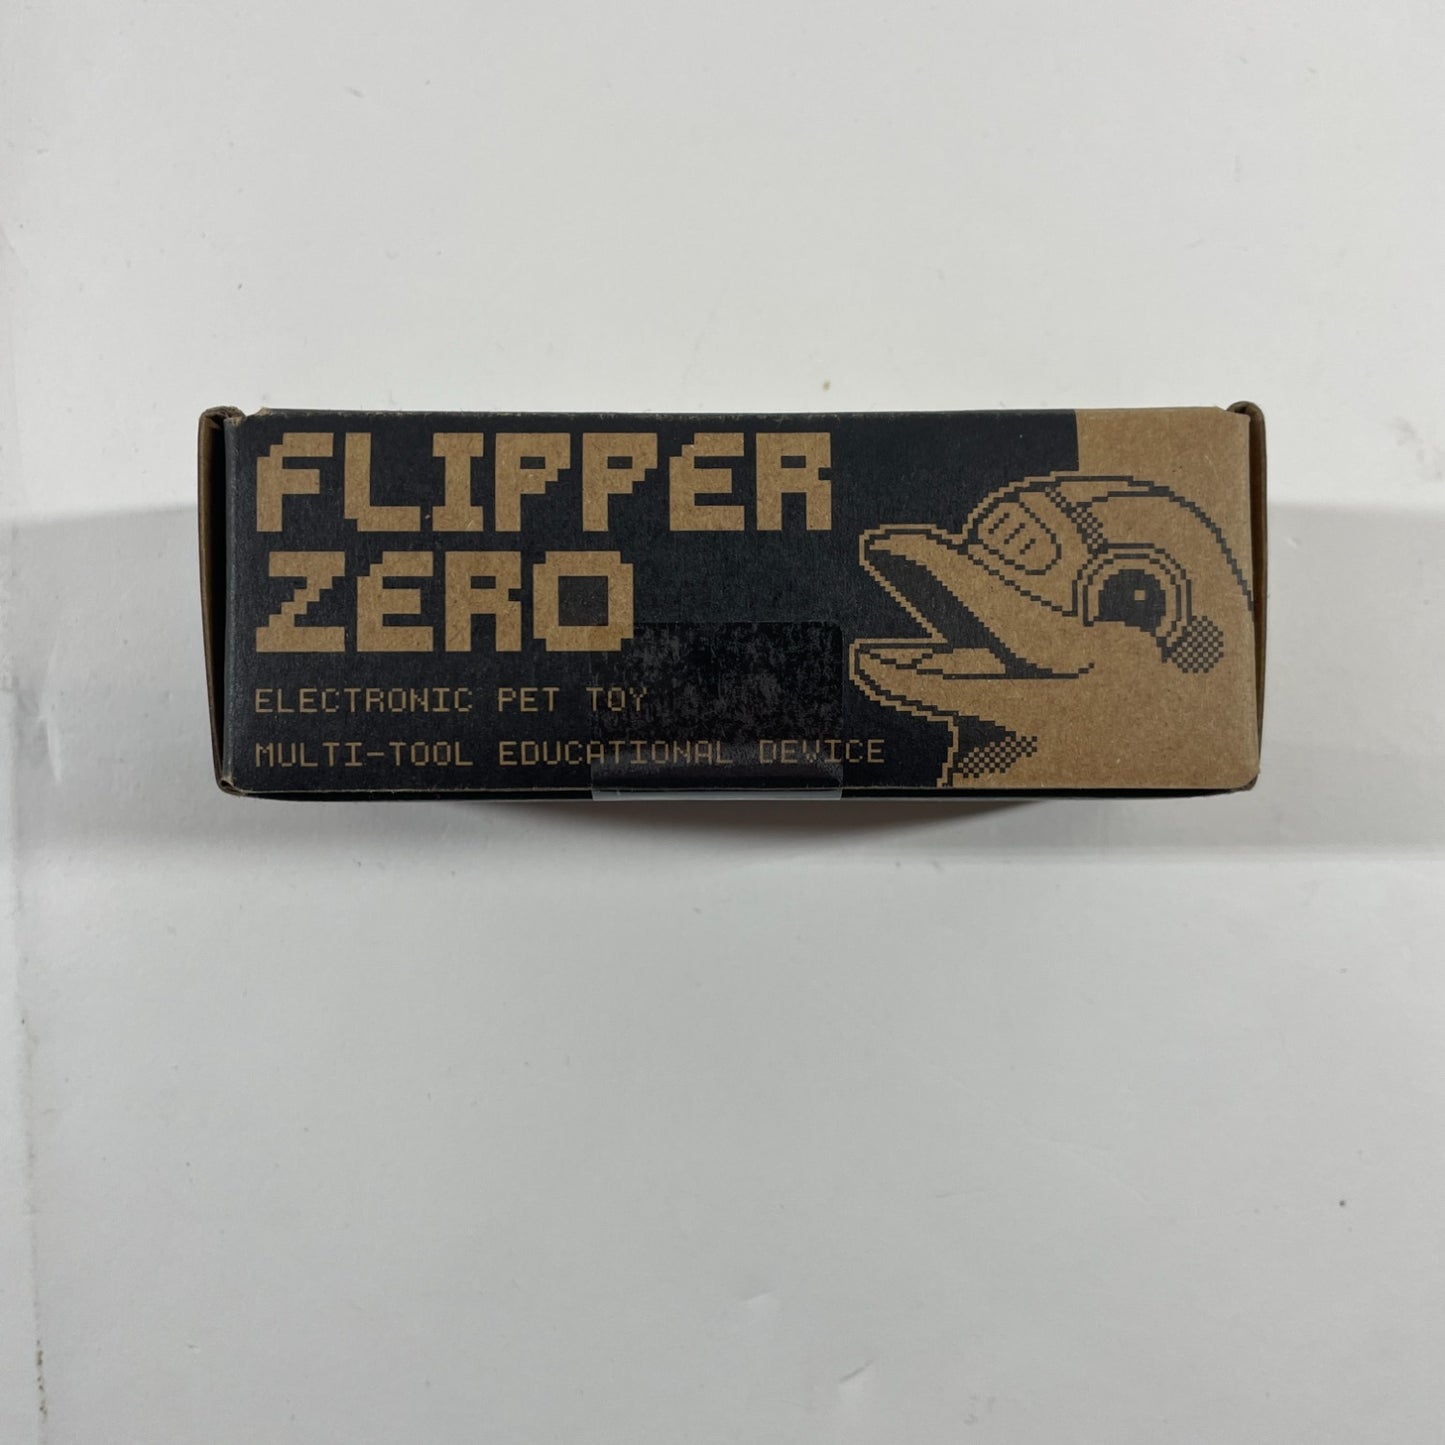 FLIPPER
ZERO
ELECTRONIC PET TOY
MULTI-TOOL EDUCATIONAL DEVICE